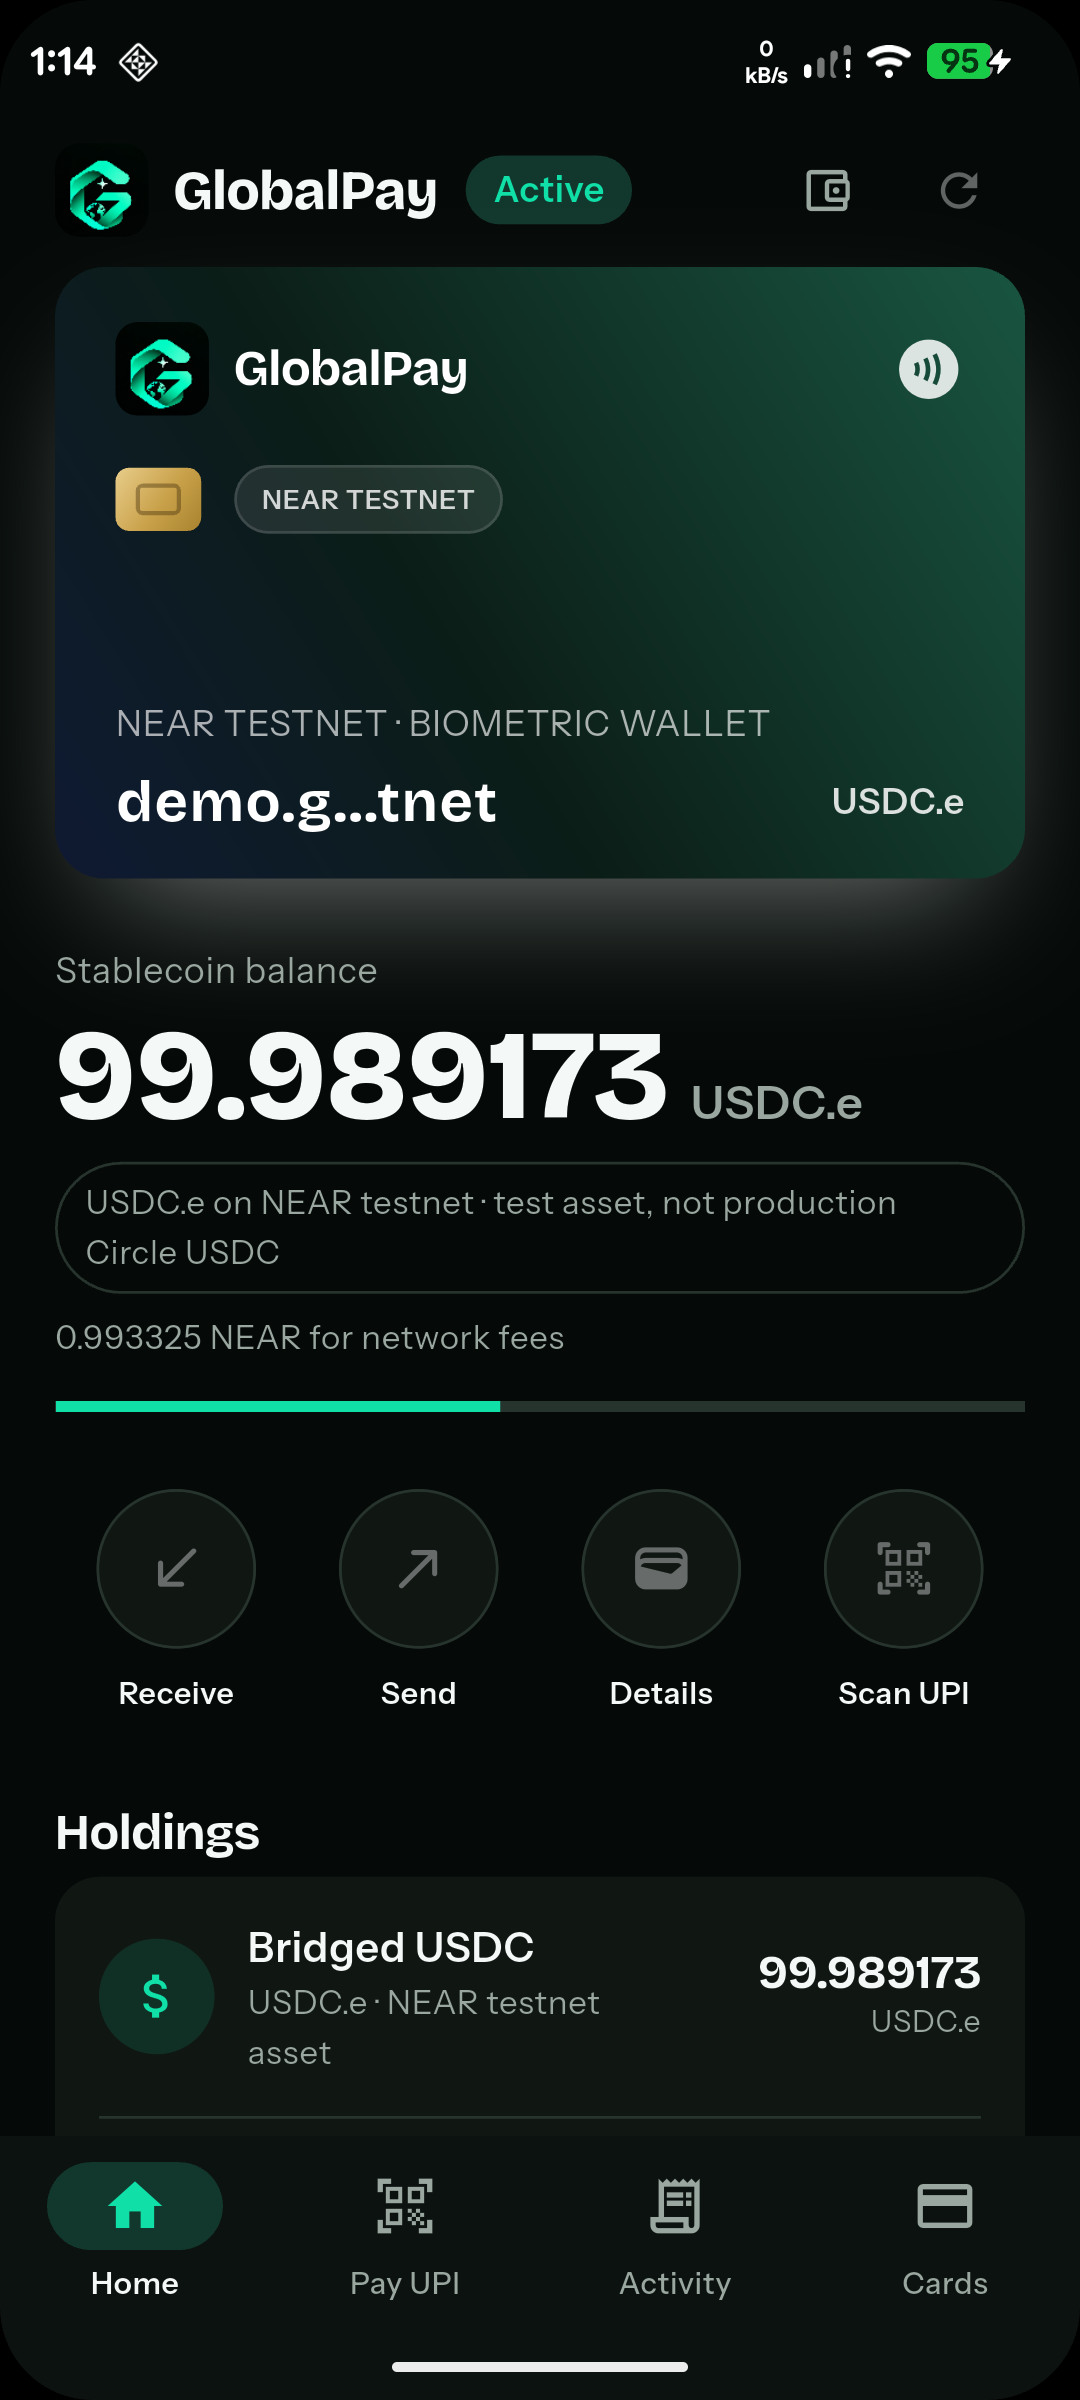 1:14
0
kB/s
95
GlobalPay
Active
GlobalPay
NEAR TESTNET
NEAR TESTNET · BIOMETRIC WALLET
demo.g...tnet
USDC.e
Stablecoin balance
99.989173 USDC.e
USDC.e on NEAR testnet · test asset, not production
Circle USDC
0.993325 NEAR for network fees
Receive
Send
Details
Scan UPI
Holdings
Bridged USDC
USDC.e · NEAR testnet
asset
99.989173
USDC.e
Home
Pay UPI
Activity
Cards